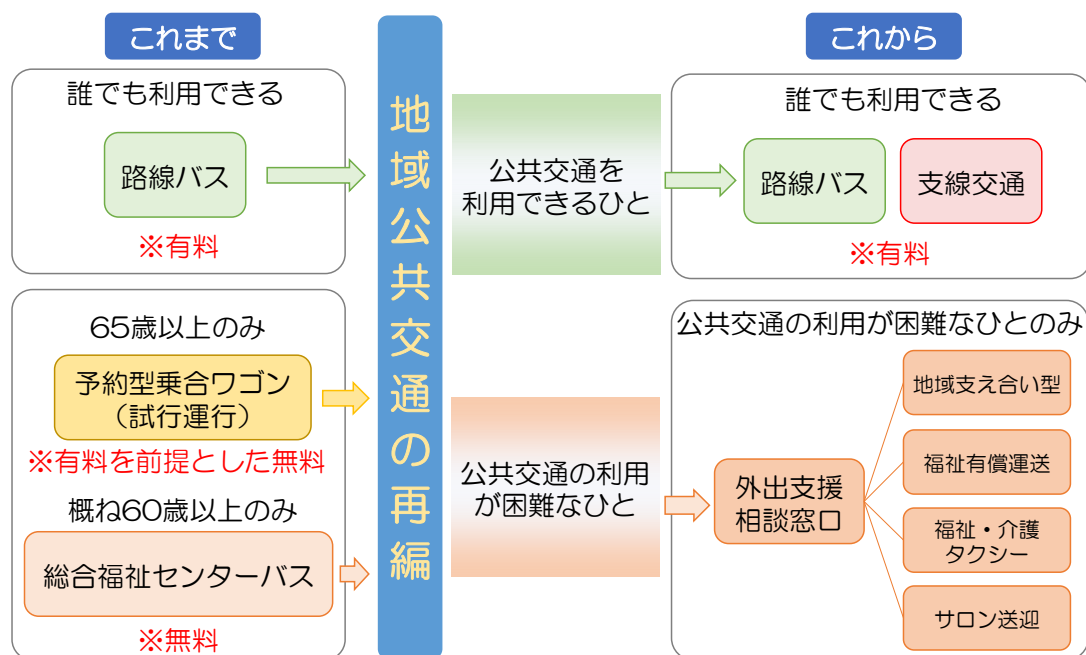 これまで
誰でも利用できる
路線バス
※有料
65歳以上のみ
予約型乗合ワゴン
（試行運行）
※有料を前提とした無料
概ね60歳以上のみ
総合福祉センターバス
※無料
地域公共交通の再編
公共交通を
利用できるひと
公共交通の利用
が困難なひと
これから
誰でも利用できる
路線バス
支線交通
※有料
公共交通の利用が困難なひとのみ
外出支援
相談窓口
地域支え合い型
福祉有償運送
福祉・介護
タクシー
サロン送迎